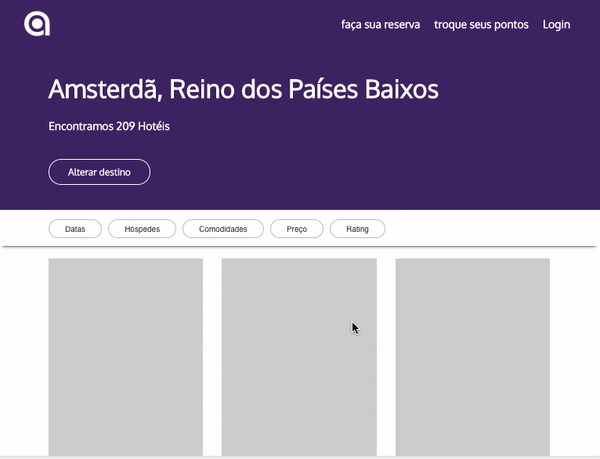 faça sua reserva troque seus pontos Login
Amsterdã, Reino dos Países Baixos
Encontramos 209 Hotéis
Alterar destino
Datas Hóspedes Comodidades Preço Rating